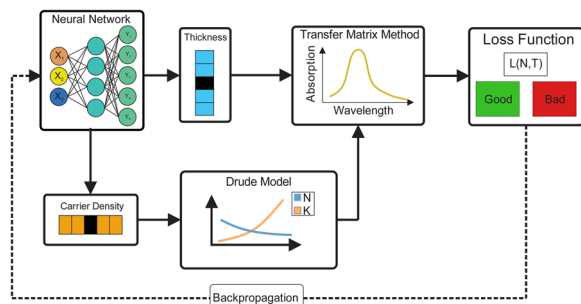 Neural Network
X₁
X₂
X₃
Y₁
Y₂
Y₃
Y₄
Y₅
Thickness
Transfer Matrix Method
Absorption
Wavelength
Loss Function
L(N,T)
Good
Bad
Carrier Density
Drude Model
N
K
Backpropagation